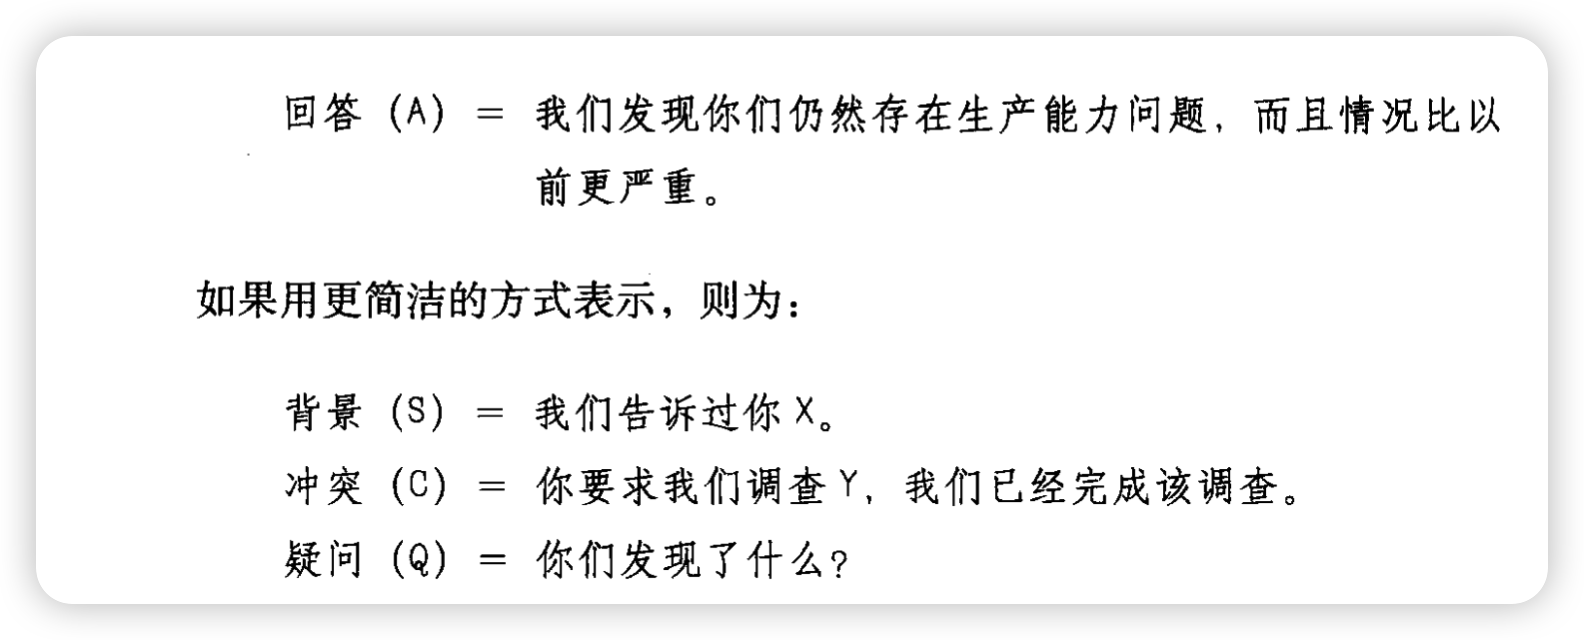 回答（A） = 我们发现你们仍然存在生产能力问题，而且情况比以
前更严重。
如果用更简洁的方式表示，则为：
背景（S） = 我们告诉过你X。
冲突（C） = 你要求我们调查Y，我们已经完成该调查。
疑问（Q） = 你们发现了什么？